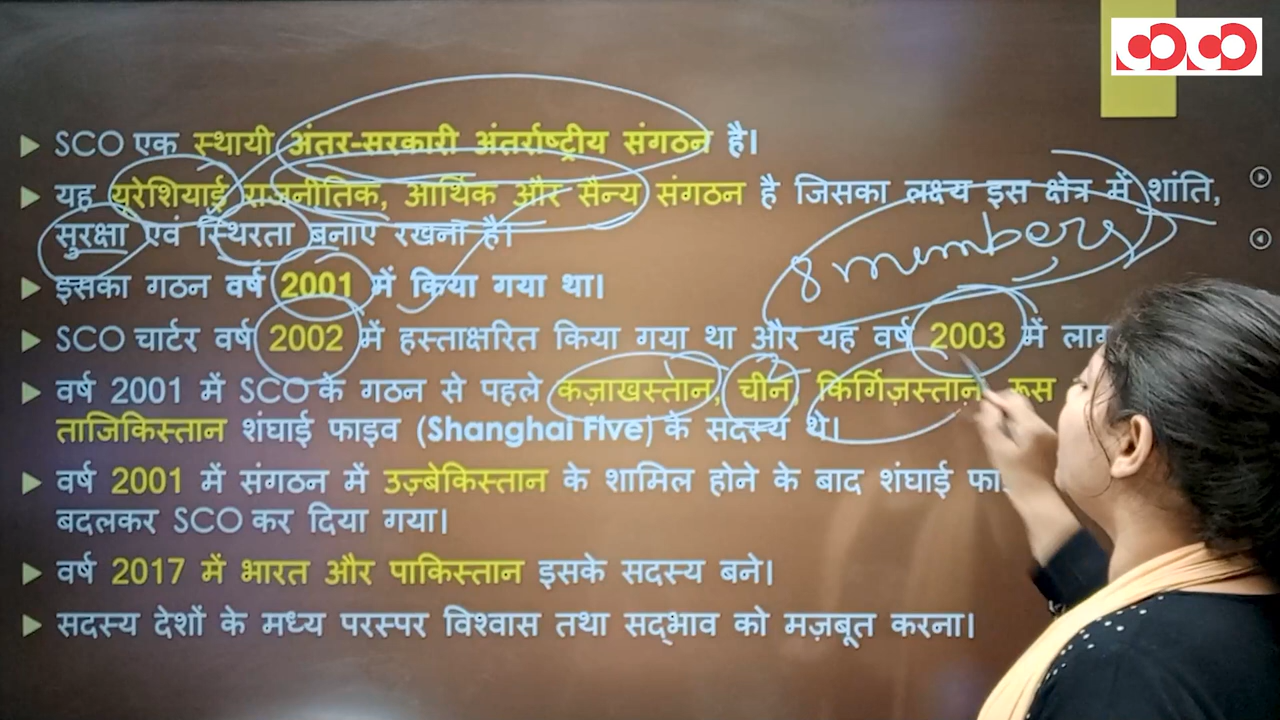 SCO एक स्थायी अंतर-सरकारी अंतर्राष्ट्रीय संगठन है।
यह यूरेशियाई राजनीतिक, आर्थिक और सैन्य संगठन है जिसका लक्ष्य इस क्षेत्र में शांति,
सुरक्षा एवं स्थिरता बनाए रखना है।
8 members
इसका गठन वर्ष 2001 में किया गया था।
SCO चार्टर वर्ष 2002 में हस्ताक्षरित किया गया था और यह वर्ष 2003 में
वर्ष 2001 में SCO के गठन से पहले कज़ाखस्तान, चीन, किर्गिज़स्तान, रूस
ताजिकिस्तान शंघाई फाइव (Shanghai Five) के सदस्य थे।
वर्ष 2001 में संगठन में उज़्बेकिस्तान के शामिल होने के बाद शंघाई
बदलकर SCO कर दिया गया।
वर्ष 2017 में भारत और पाकिस्तान इसके सदस्य बने।
सदस्य देशों के मध्य परस्पर विश्वास तथा सद्भाव को मज़बूत करना।